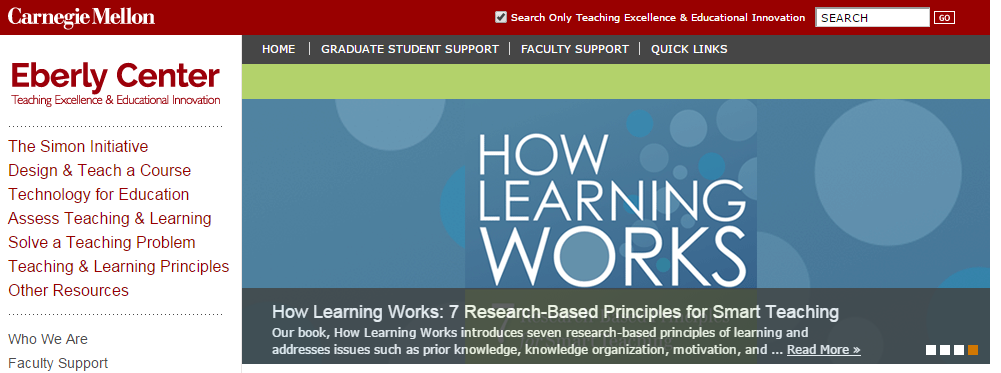 Carnegie Mellon
Search Only Teaching Excellence & Educational Innovation
SEARCH
GO
HOME
GRADUATE STUDENT SUPPORT
FACULTY SUPPORT
QUICK LINKS
Eberly Center
Teaching Excellence & Educational Innovation
The Simon Initiative
Design & Teach a Course
Technology for Education
Assess Teaching & Learning
Solve a Teaching Problem
Teaching & Learning Principles
Other Resources
Who We Are
Faculty Support
HOW
LEARNING
WORKS
How Learning Works: 7 Research-Based Principles for Smart Teaching
Our book, How Learning Works introduces seven research-based principles of learning and
addresses issues such as prior knowledge, knowledge organization, motivation, and ... Read More »